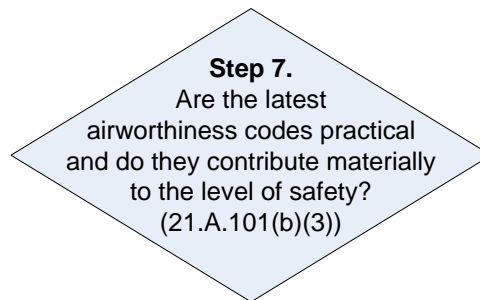 Step 7.
Are the latest
airworthiness codes practical
and do they contribute materially
to the level of safety?
(21.A.101(b)(3))